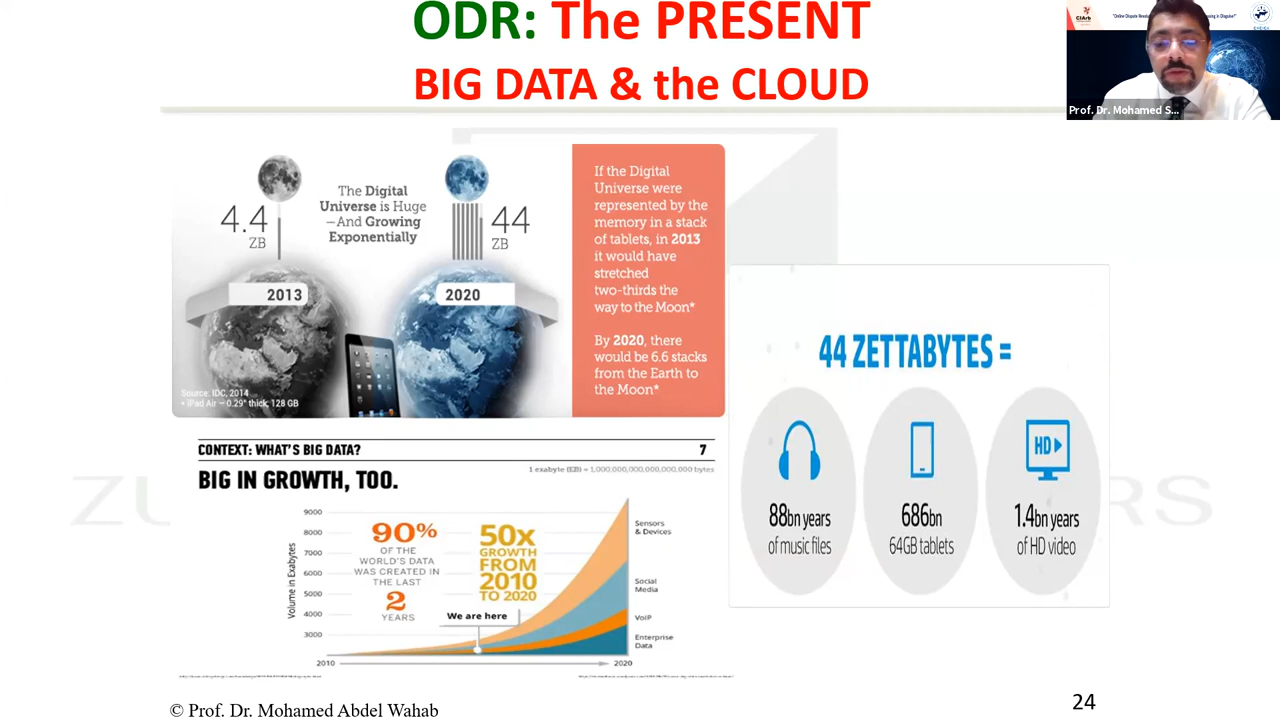 ODR: The PRESENT
BIG DATA & the CLOUD
CIArb
Prof. Dr. Mohamed S...
4.4
ZB
The Digital
Universe is Huge
—And Growing
Exponentially
44
ZB
2013
2020
Source: IDC, 2014
• iPad Air — 0.29" thick, 128 GB
If the Digital
Universe were
represented by the
memory in a stack
of tablets, in 2013
it would have
stretched
two-thirds the
way to the Moon*
By 2020, there
would be 6.6 stacks
from the Earth to
the Moon*
44 ZETTABYTES =
HD
88bn years
of music files
686bn
64GB tablets
1.4bn years
of HD video
CONTEXT: WHAT'S BIG DATA?
7
BIG IN GROWTH, TOO.
1 exabyte (EB) = 1,000,000,000,000,000,000 bytes
Volume in Exabytes
9000
8000
7000
6000
5000
4000
3000
90%
OF THE
WORLD'S DATA
WAS CREATED IN
THE LAST
2
YEARS
50x
GROWTH
FROM
2010
TO 2020
We are here
Sensors
& Devices
Social
Media
VoIP
Enterprise
Data
2010
2020
ZU
RS
© Prof. Dr. Mohamed Abdel Wahab
24